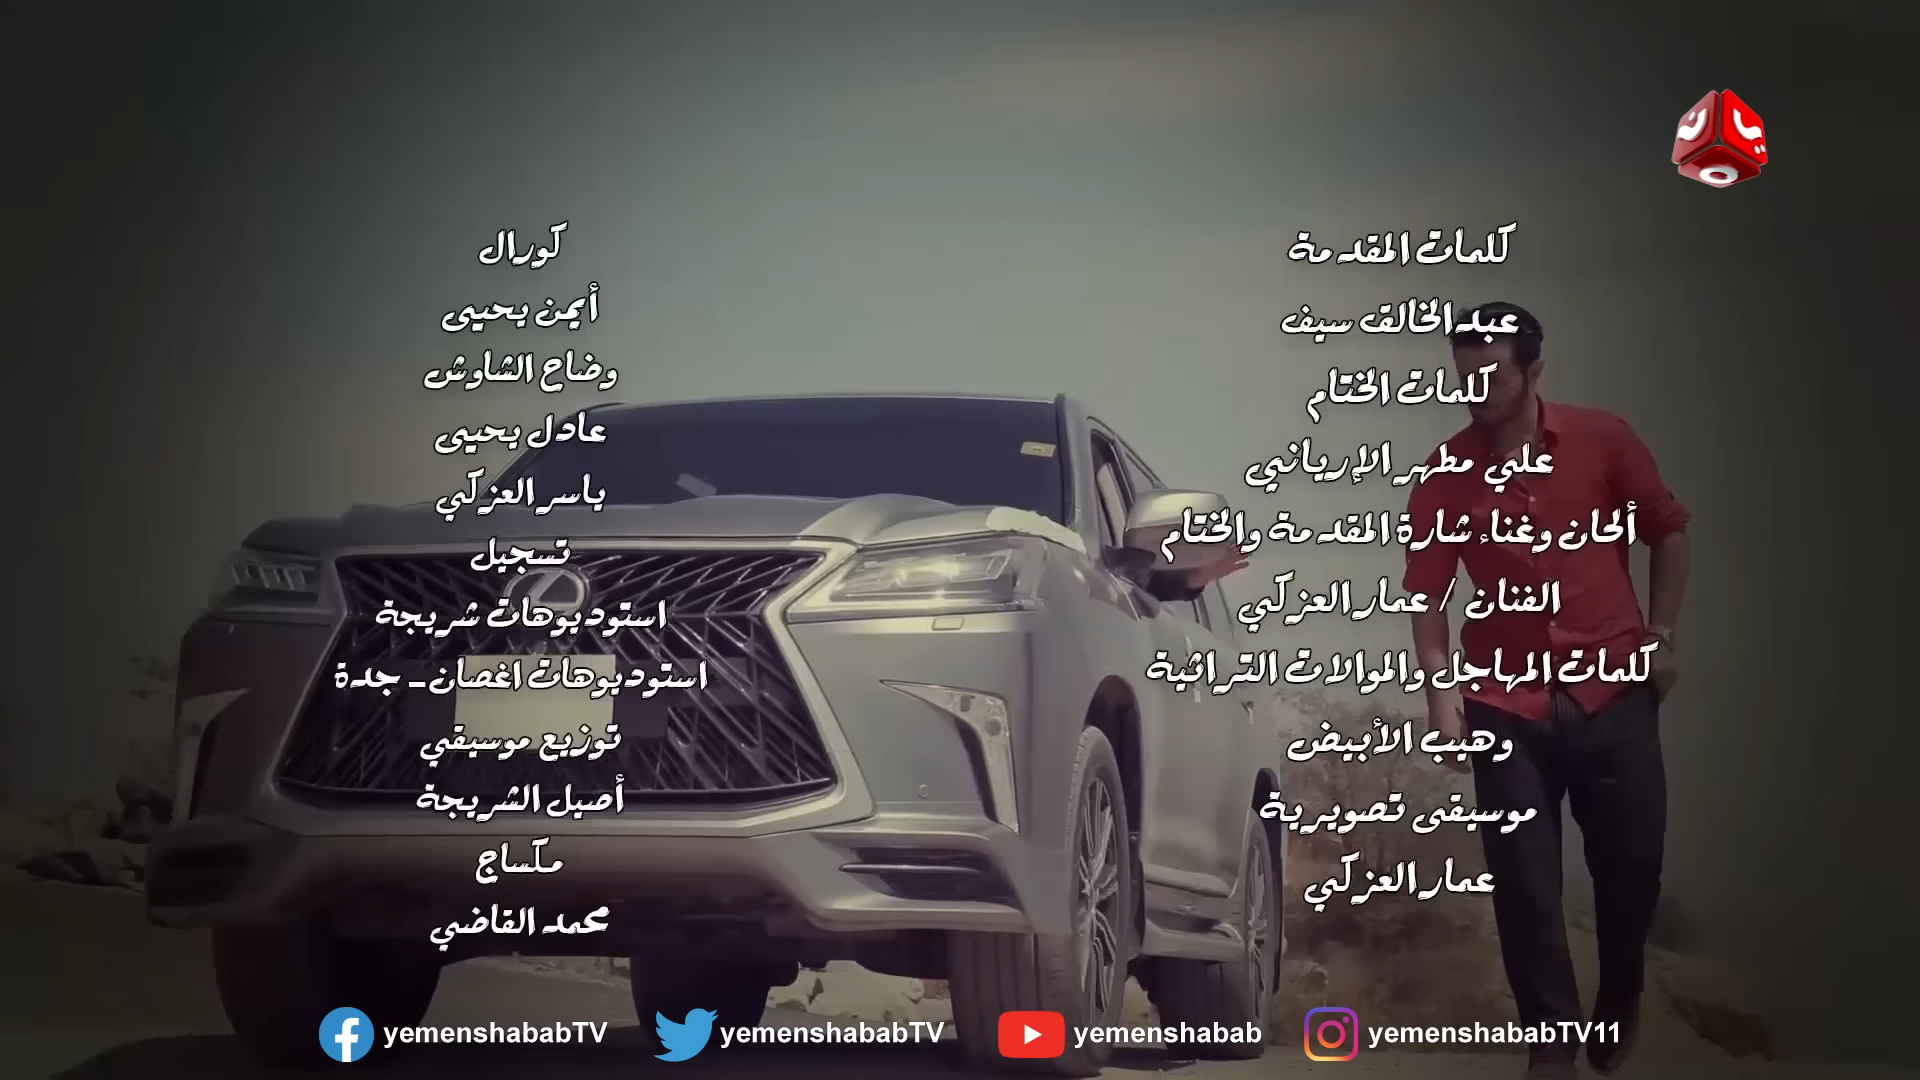 كلمات المقدمة
عبدالخالق سيف
كلمات الختام
علي مطهر الإرياني
ألحان وغناء شارة المقدمة والختام
الفنان / عمار العزكي
كلمات المهاجل والموالات التراثية
وهيب الأبيض
موسيقى تصويرية
عمار العزكي
كورال
أيمن يحيى
وضاح الشاوش
عادل يحيى
ياسر العزكي
تسجيل
استوديوهات شريجة
استوديوهات اغصان - جدة
توزيع موسيقي
أصيل الشريجة
مكساج
محمد القاضي
yemenshababTV
yemenshababTV
yemenshabab
yemenshababTV11